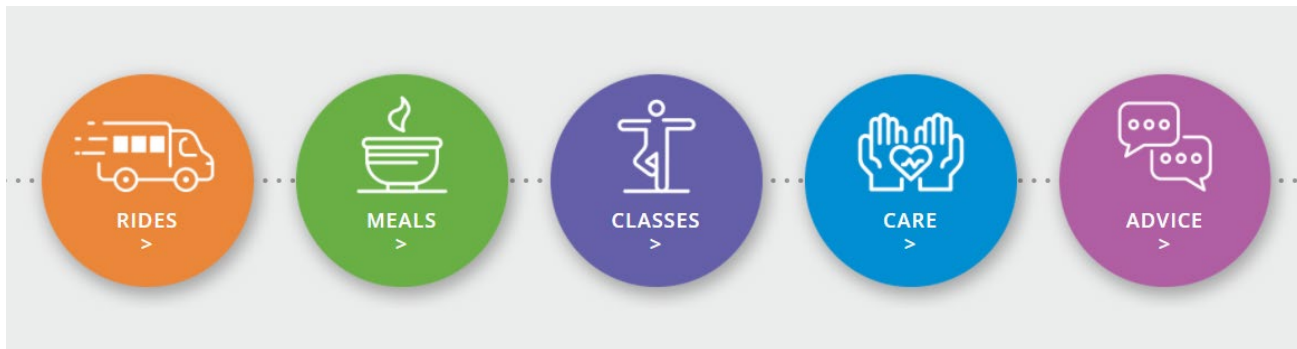 RIDES
>
MEALS
>
CLASSES
>
CARE
>
ADVICE
>